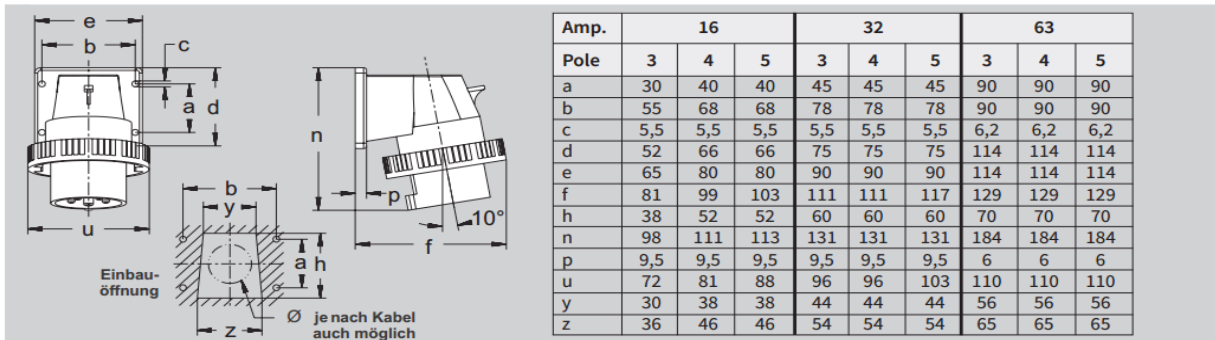 e
b
c
a
d
u
n
p
10°
f
b
y
a
h
z
Einbau-
öffnung
Ø je nach Kabel
auch möglich
Amp. 16 32 63
Pole 3 4 5 3 4 5 3 4 5
a 30 40 40 45 45 45 90 90 90
b 55 68 68 78 78 78 90 90 90
c 5,5 5,5 5,5 5,5 5,5 5,5 6,2 6,2 6,2
d 52 66 66 75 75 75 114 114 114
e 65 80 80 90 90 90 114 114 114
f 81 99 103 111 111 117 129 129 129
h 38 52 52 60 60 60 70 70 70
n 98 111 113 131 131 131 184 184 184
p 9,5 9,5 9,5 9,5 9,5 9,5 6 6 6
u 72 81 88 96 96 103 110 110 110
y 30 38 38 44 44 44 56 56 56
z 36 46 46 54 54 54 65 65 65